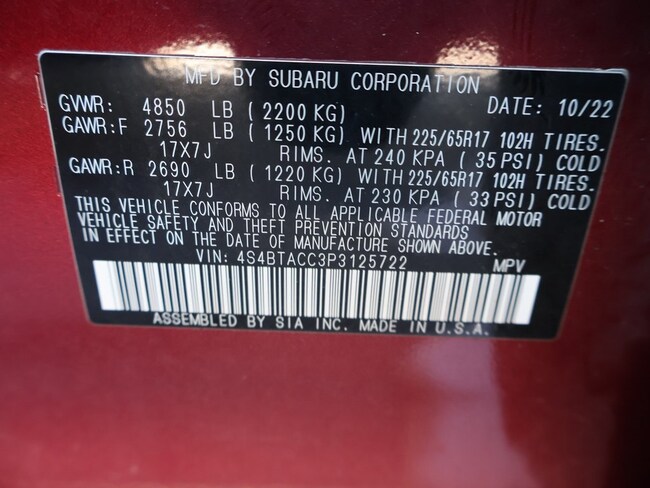 MFD BY SUBARU CORPORATION
GVWR: 4850 LB ( 2200 KG) DATE: 10/22
GAWR:F 2756 LB ( 1250 KG) WITH 225/65R17 102H TIRES.
17X7J RIMS. AT 240 KPA ( 35 PSI) COLD
GAWR:R 2690 LB ( 1220 KG) WITH 225/65R17 102H TIRES.
17X7J RIMS. AT 230 KPA ( 33 PSI) COLD
THIS VEHICLE CONFORMS TO ALL APPLICABLE FEDERAL MOTOR
VEHICLE SAFETY AND THEFT PREVENTION STANDARDS
IN EFFECT ON THE DATE OF MANUFACTURE SHOWN ABOVE.
VIN: 4S4BTACC3P3125722 MPV
ASSEMBLED BY SIA INC. MADE IN U.S.A.